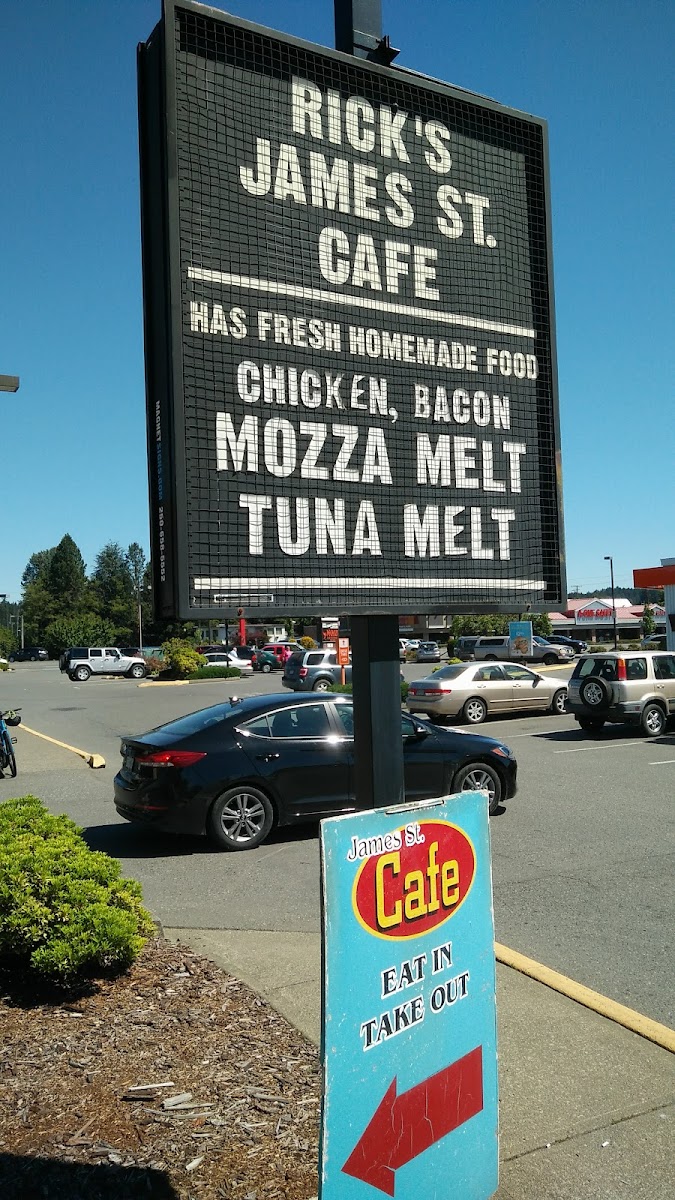 RICK'S
JAMES ST.
CAFE
HAS FRESH HOMEMADE FOOD
CHICKEN, BACON
MOZZA MELT
TUNA MELT
James St.
Cafe
EAT IN
TAKE OUT